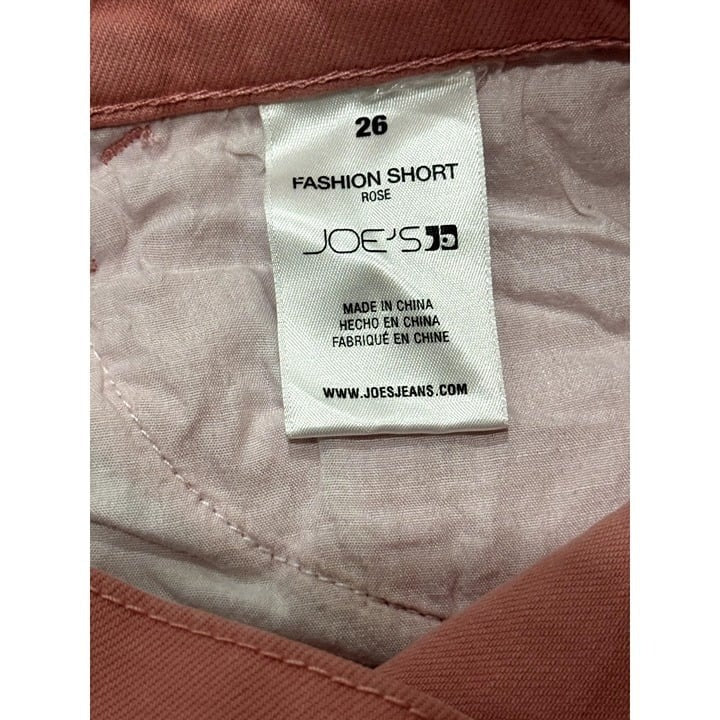 26
FASHION SHORT
ROSE
JOE'S
MADE IN CHINA
HECHO EN CHINA
FABRIQUÉ EN CHINE
WWW.JOESJEANS.COM